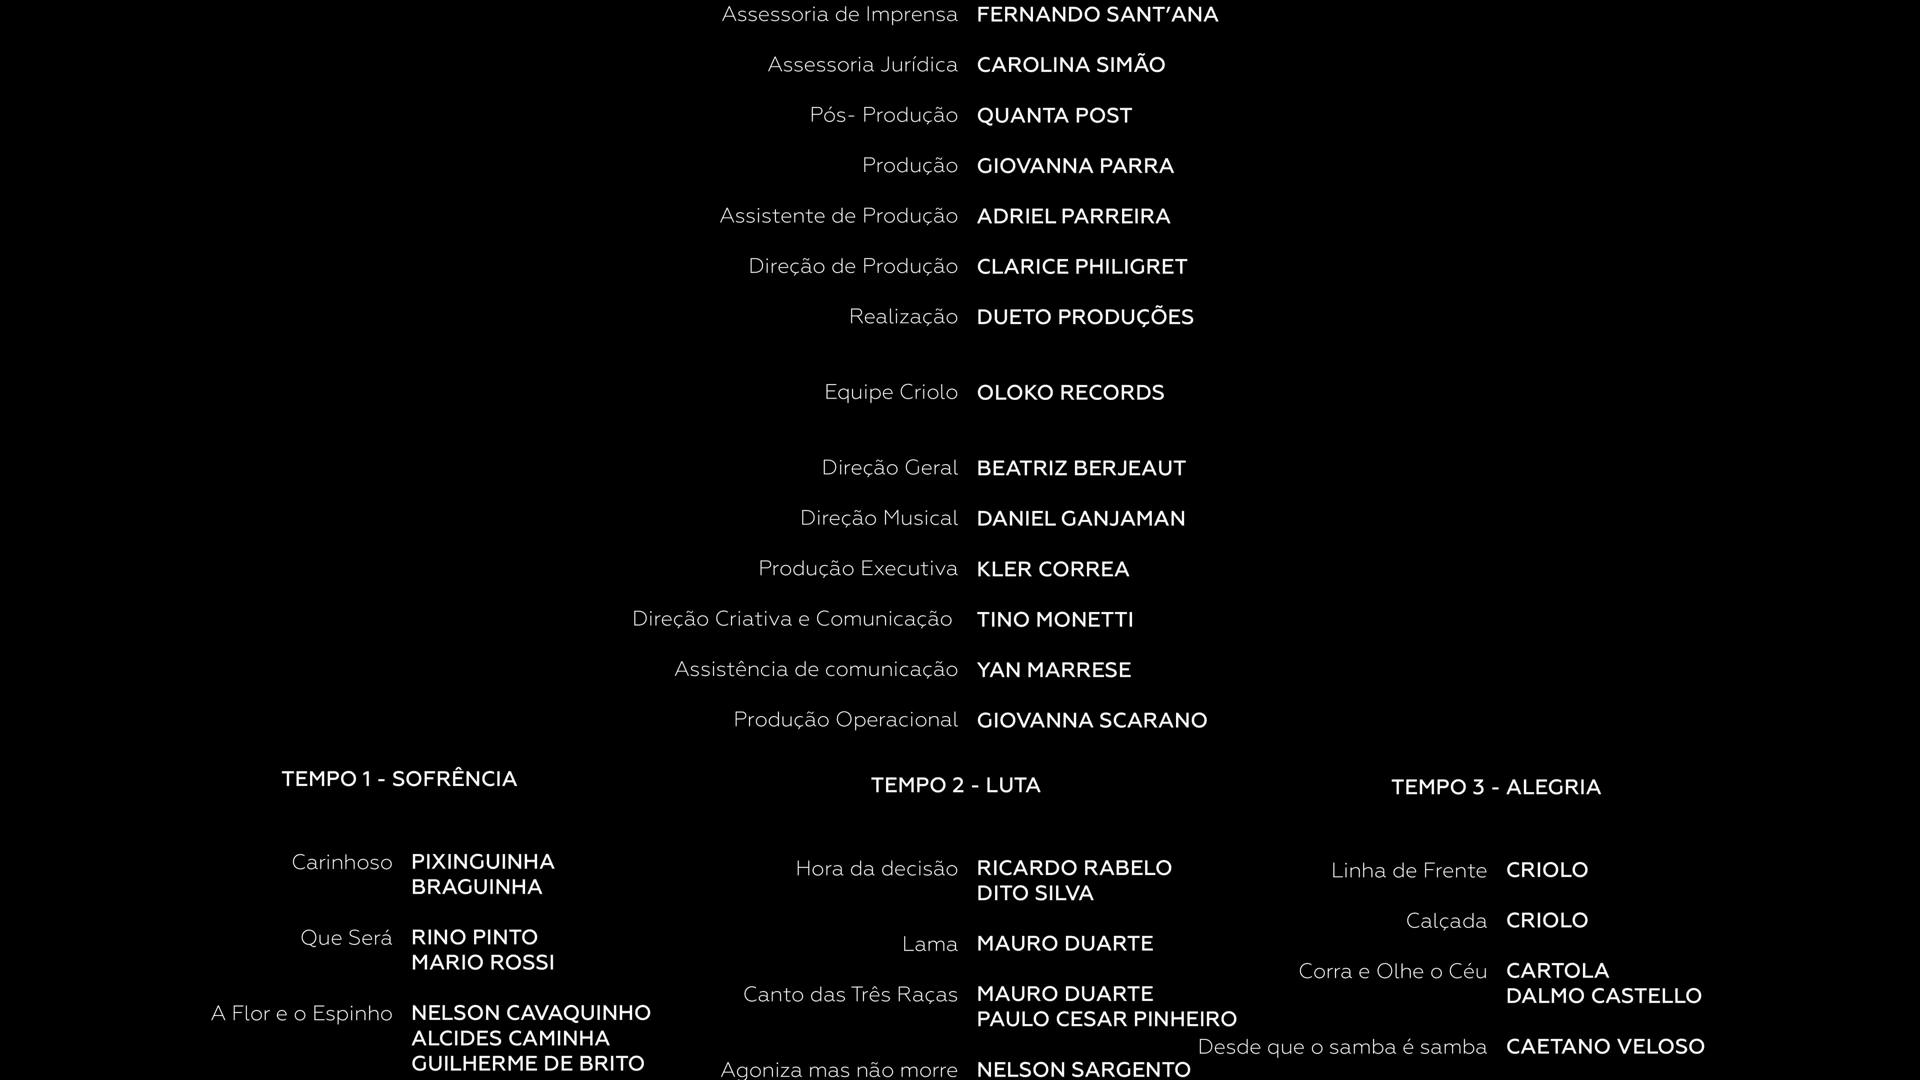 Assessoria de Imprensa FERNANDO SANT’ANA
Assessoria Jurídica CAROLINA SIMÃO
Pós- Produção QUANTA POST
Produção GIOVANNA PARRA
Assistente de Produção ADRIEL PARREIRA
Direção de Produção CLARICE PHILIGRET
Realização DUETO PRODUÇÕES
Equipe Criolo OLOKO RECORDS
Direção Geral BEATRIZ BERJEAUT
Direção Musical DANIEL GANJAMAN
Produção Executiva KLER CORREA
Direção Criativa e Comunicação TINO MONETTI
Assistência de comunicação YAN MARRESE
Produção Operacional GIOVANNA SCARANO
TEMPO 1 - SOFRÊNCIA
Carinhoso PIXINGUINHA
BRAGUINHA
Que Será RINO PINTO
MARIO ROSSI
A Flor e o Espinho NELSON CAVAQUINHO
ALCIDES CAMINHA
GUILHERME DE BRITO
TEMPO 2 - LUTA
Hora da decisão RICARDO RABELO
DITO SILVA
Lama MAURO DUARTE
Canto das Três Raças MAURO DUARTE
PAULO CESAR PINHEIRO
Agoniza mas não morre NELSON SARGENTO
TEMPO 3 - ALEGRIA
Linha de Frente CRIOLO
Calçada CRIOLO
Corra e Olhe o Céu CARTOLA
DALMO CASTELLO
Desde que o samba é samba CAETANO VELOSO